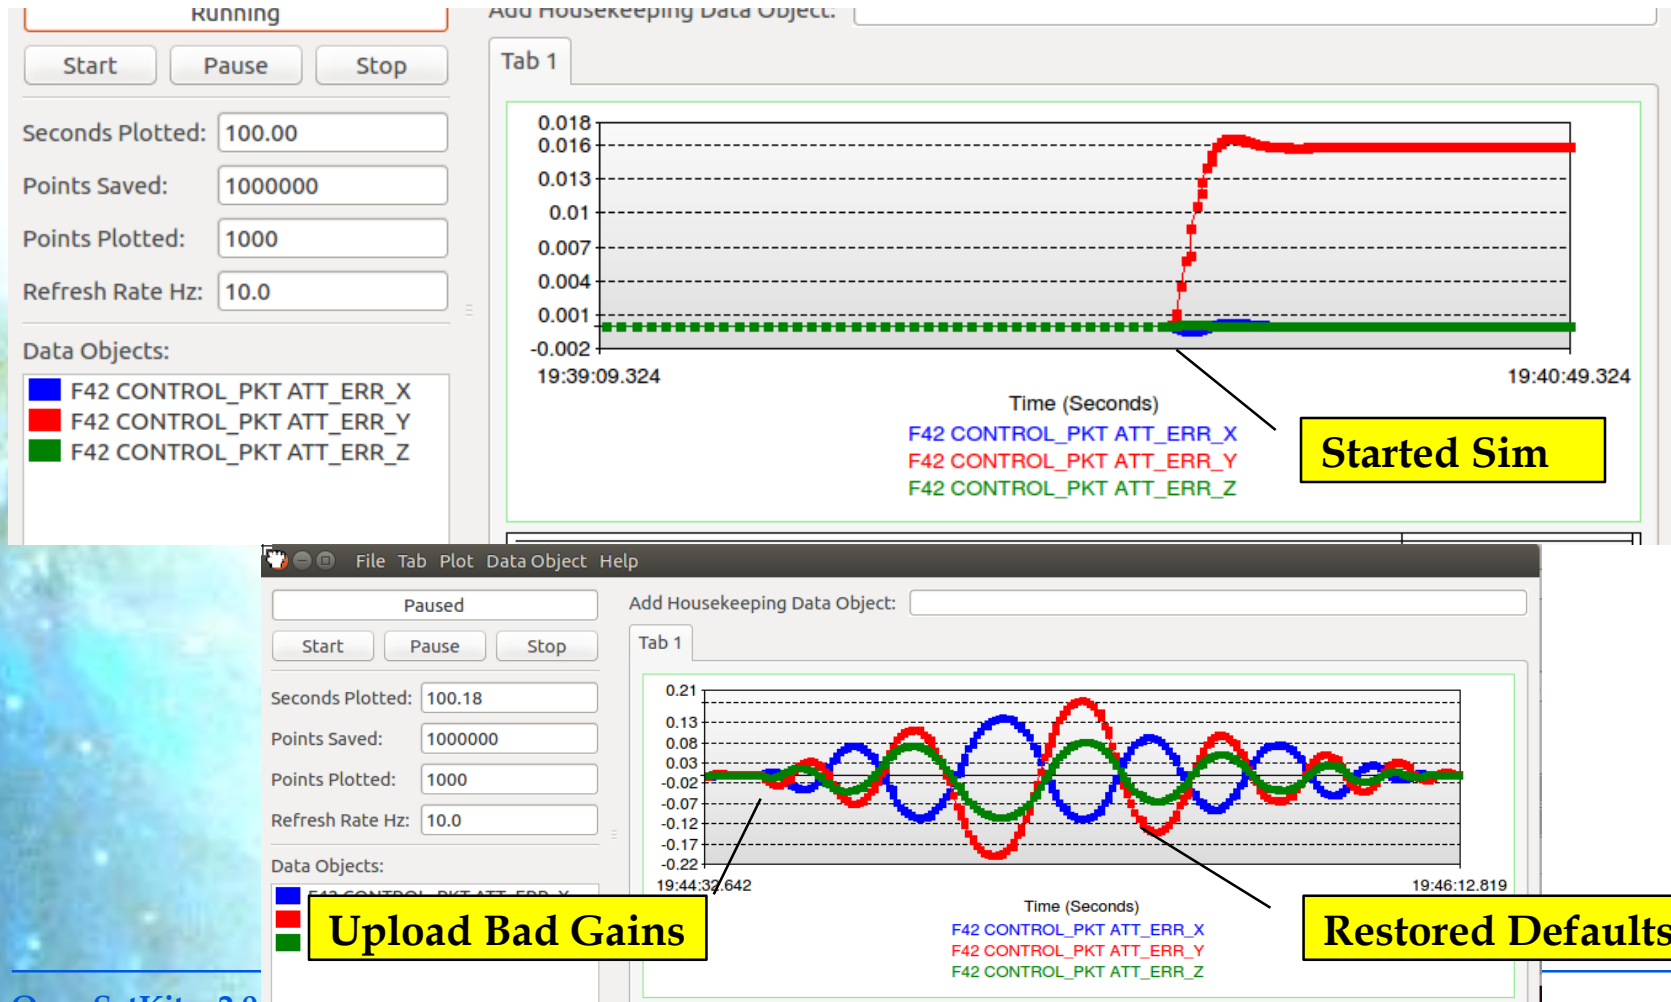 Running
Add Housekeeping Data Object:
Start Pause Stop
Tab 1
Seconds Plotted: 100.00
Points Saved: 1000000
Points Plotted: 1000
Refresh Rate Hz: 10.0
Data Objects:
F42 CONTROL_PKT ATT_ERR_X
F42 CONTROL_PKT ATT_ERR_Y
F42 CONTROL_PKT ATT_ERR_Z
0.018
0.016
0.013
0.01
0.007
0.004
0.001
-0.002
19:39:09.324 19:40:49.324
Time (Seconds)
F42 CONTROL_PKT ATT_ERR_X
F42 CONTROL_PKT ATT_ERR_Y
F42 CONTROL_PKT ATT_ERR_Z
Started Sim
File Tab Plot Data Object Help
Paused
Add Housekeeping Data Object:
Start Pause Stop
Tab 1
Seconds Plotted: 100.18
Points Saved: 1000000
Points Plotted: 1000
Refresh Rate Hz: 10.0
Data Objects:
0.21
0.13
0.08
0.03
-0.02
-0.07
-0.12
-0.17
-0.22
19:44:32.642 19:46:12.819
Time (Seconds)
F42 CONTROL_PKT ATT_ERR_X
F42 CONTROL_PKT ATT_ERR_Y
F42 CONTROL_PKT ATT_ERR_Z
Upload Bad Gains
Restored Defaults